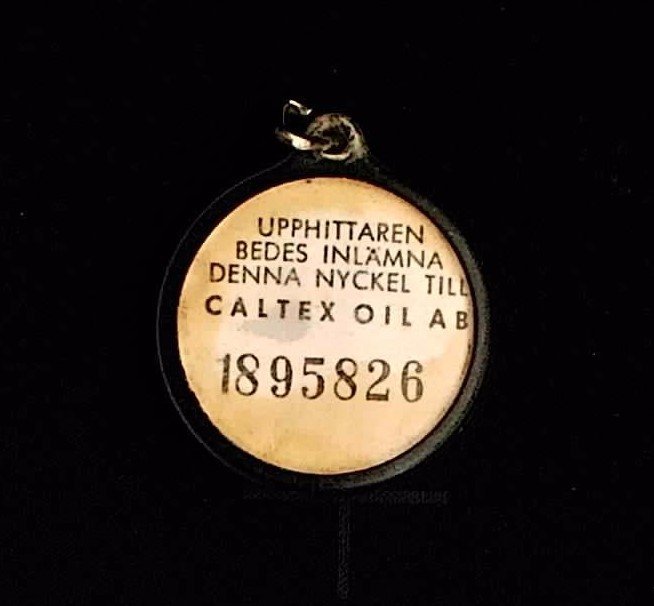 UPPHITTAREN
BEDES INLÄMNA
DENNA NYCKEL TILL
CALTEX OIL AB
1895826